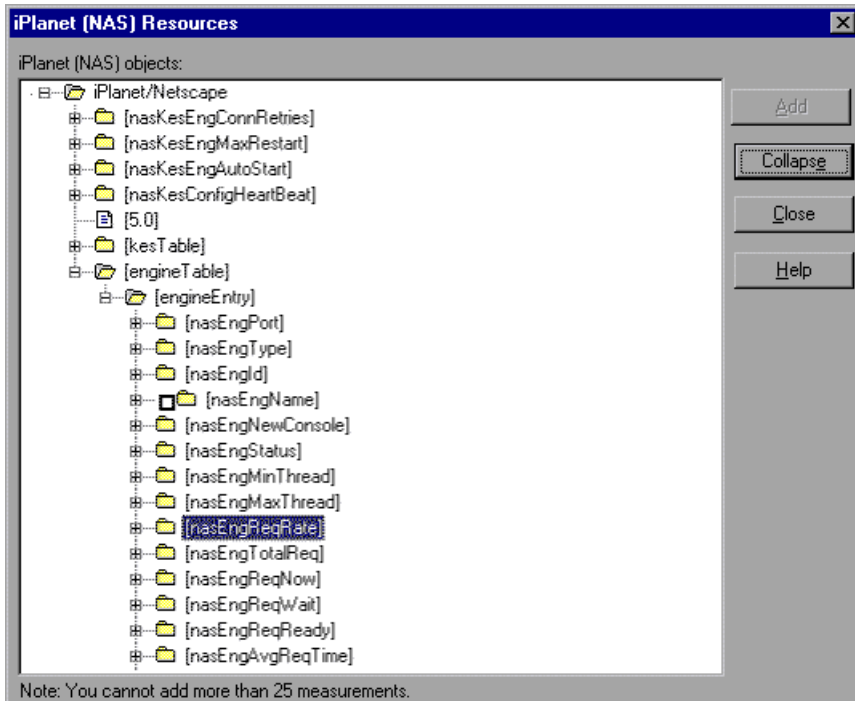 iPlanet (NAS) Resources
iPlanet (NAS) objects:
iPlanet/Netscape
[nasKesEngConnRetries]
[nasKesEngMaxRestart]
[nasKesEngAutoStart]
[nasKesConfigHeartBeat]
[5.0]
[kesTable]
[engineTable]
[engineEntry]
[nasEngPort]
[nasEngType]
[nasEngId]
[nasEngName]
[nasEngNewConsole]
[nasEngStatus]
[nasEngMinThread]
[nasEngMaxThread]
[nasEngReqRate]
[nasEngTotalReq]
[nasEngReqNow]
[nasEngReqWait]
[nasEngReqReady]
[nasEngAvgReqTime]
Add
Collapse
Close
Help
Note: You cannot add more than 25 measurements.